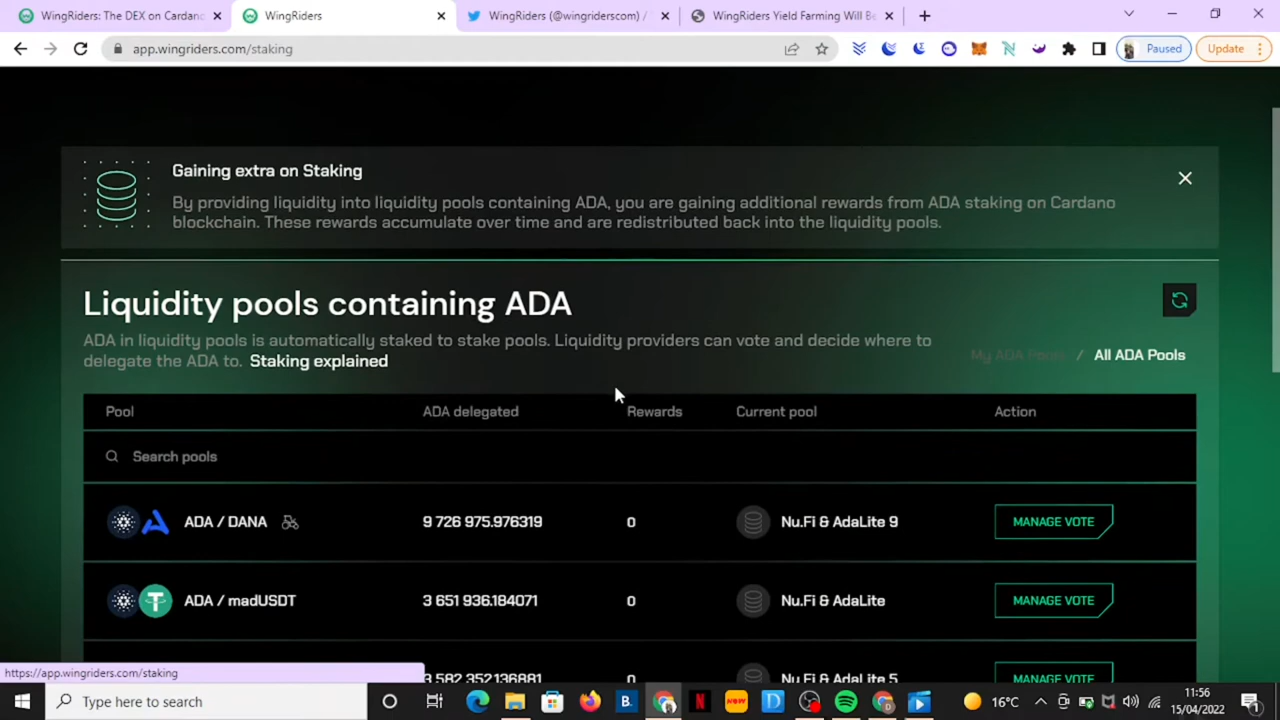 WingRiders: The DEX on Cardano
WingRiders
WingRiders (@wingriderscom) /
WingRiders Yield Farming Will Be
app.wingriders.com/staking
Paused
Update
Gaining extra on Staking
By providing liquidity into liquidity pools containing ADA, you are gaining additional rewards from ADA staking on Cardano
blockchain. These rewards accumulate over time and are redistributed back into the liquidity pools.
Liquidity pools containing ADA
ADA in liquidity pools is automatically staked to stake pools. Liquidity providers can vote and decide where to
delegate the ADA to. Staking explained
My ADA Pools / All ADA Pools
Pool ADA delegated Rewards Current pool Action
Search pools
ADA / DANA 9 726 975.976319 0 Nu.Fi & AdaLite 9 MANAGE VOTE
ADA / madUSDT 3 651 936.184071 0 Nu.Fi & AdaLite MANAGE VOTE
3 582 352.136881 0 Nu.Fi & AdaLite 5 MANAGE VOTE
https://app.wingriders.com/staking
Type here to search
B.
N
NOW
D
16°C
11:56
15/04/2022
1